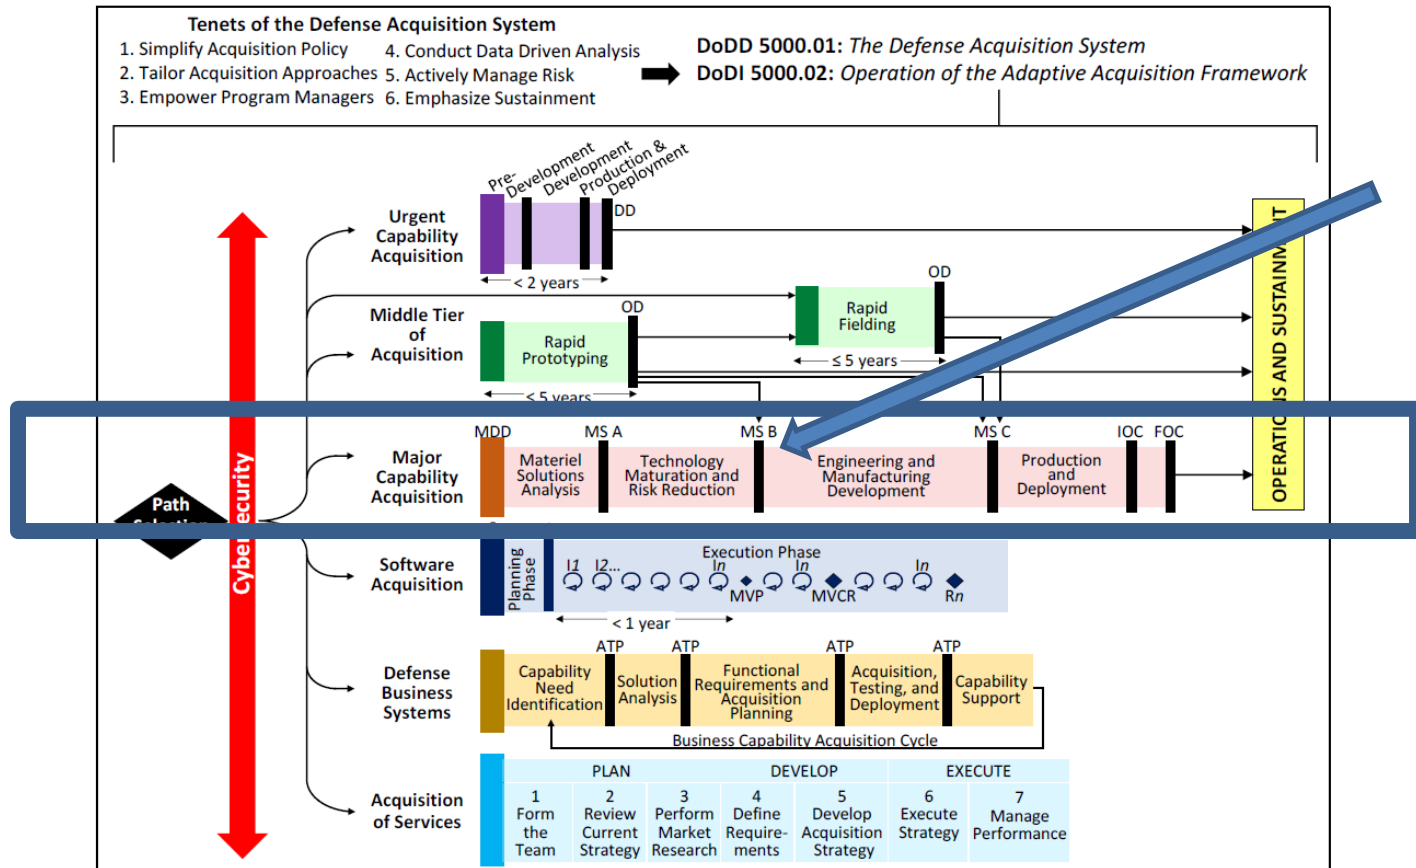 Tenets of the Defense Acquisition System
1. Simplify Acquisition Policy
2. Tailor Acquisition Approaches
3. Empower Program Managers
4. Conduct Data Driven Analysis
5. Actively Manage Risk
6. Emphasize Sustainment
DoDD 5000.01: The Defense Acquisition System
DoDI 5000.02: Operation of the Adaptive Acquisition Framework
Pre-
Development
Development
Production &
Deployment
Urgent
Capability
Acquisition
DD
< 2 years
Middle Tier
of
Acquisition
OD
Rapid
Prototyping
< 5 years
OD
Rapid
Fielding
≤ 5 years
OPERATIONS AND SUSTAINMENT
Cybersecurity
Path
Major
Capability
Acquisition
MDD
MS A
MS B
MS C
IOC
FOC
Materiel
Solutions
Analysis
Technology
Maturation and
Risk Reduction
Engineering and
Manufacturing
Development
Production
and
Deployment
Software
Acquisition
Planning
Phase
Execution Phase
I1
I2...
In
In
In
MVP
MVCR
Rn
< 1 year
Defense
Business
Systems
ATP
ATP
ATP
ATP
Capability
Need
Identification
Solution
Analysis
Functional
Requirements and
Acquisition
Planning
Acquisition,
Testing, and
Deployment
Capability
Support
Business Capability Acquisition Cycle
Acquisition
of Services
PLAN
DEVELOP
EXECUTE
1
Form
the
Team
2
Review
Current
Strategy
3
Perform
Market
Research
4
Define
Require-
ments
5
Develop
Acquisition
Strategy
6
Execute
Strategy
7
Manage
Performance